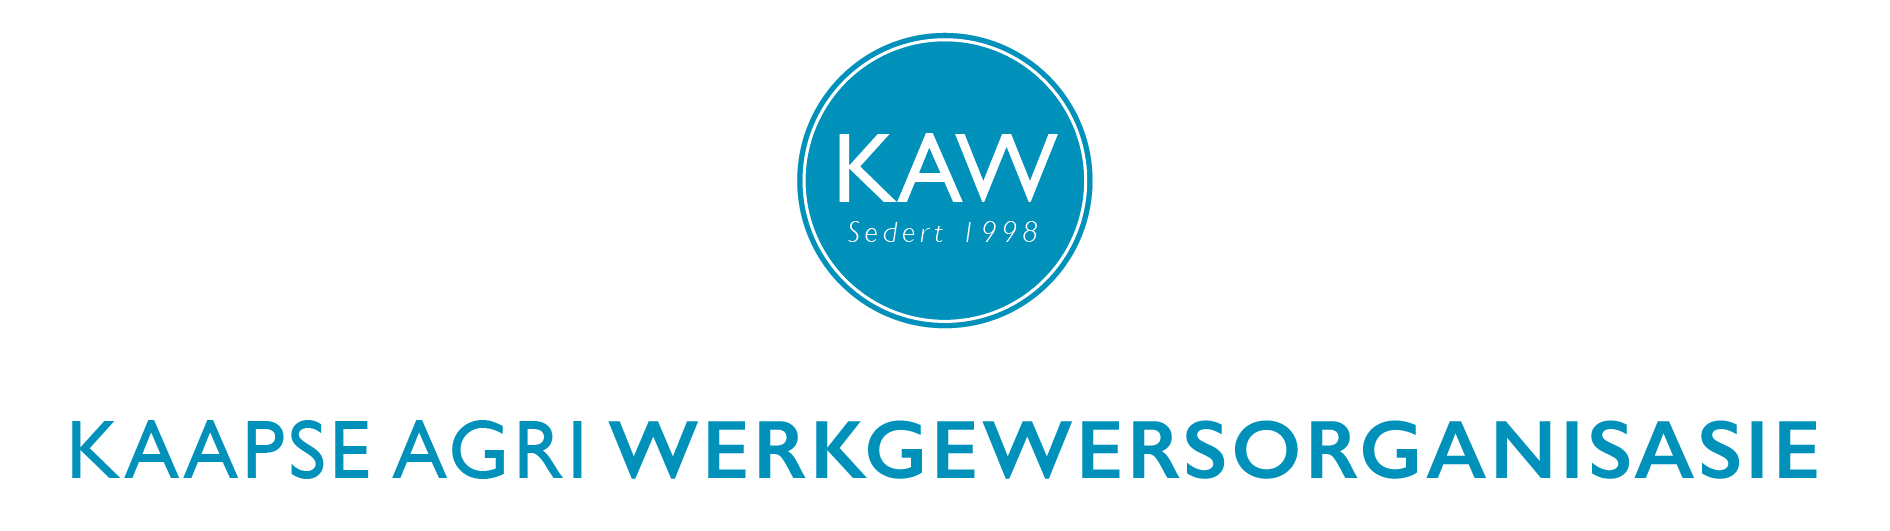 KAW
Sedert 1998
KAAPSE AGRI WERKGEWERSORGANISASIE